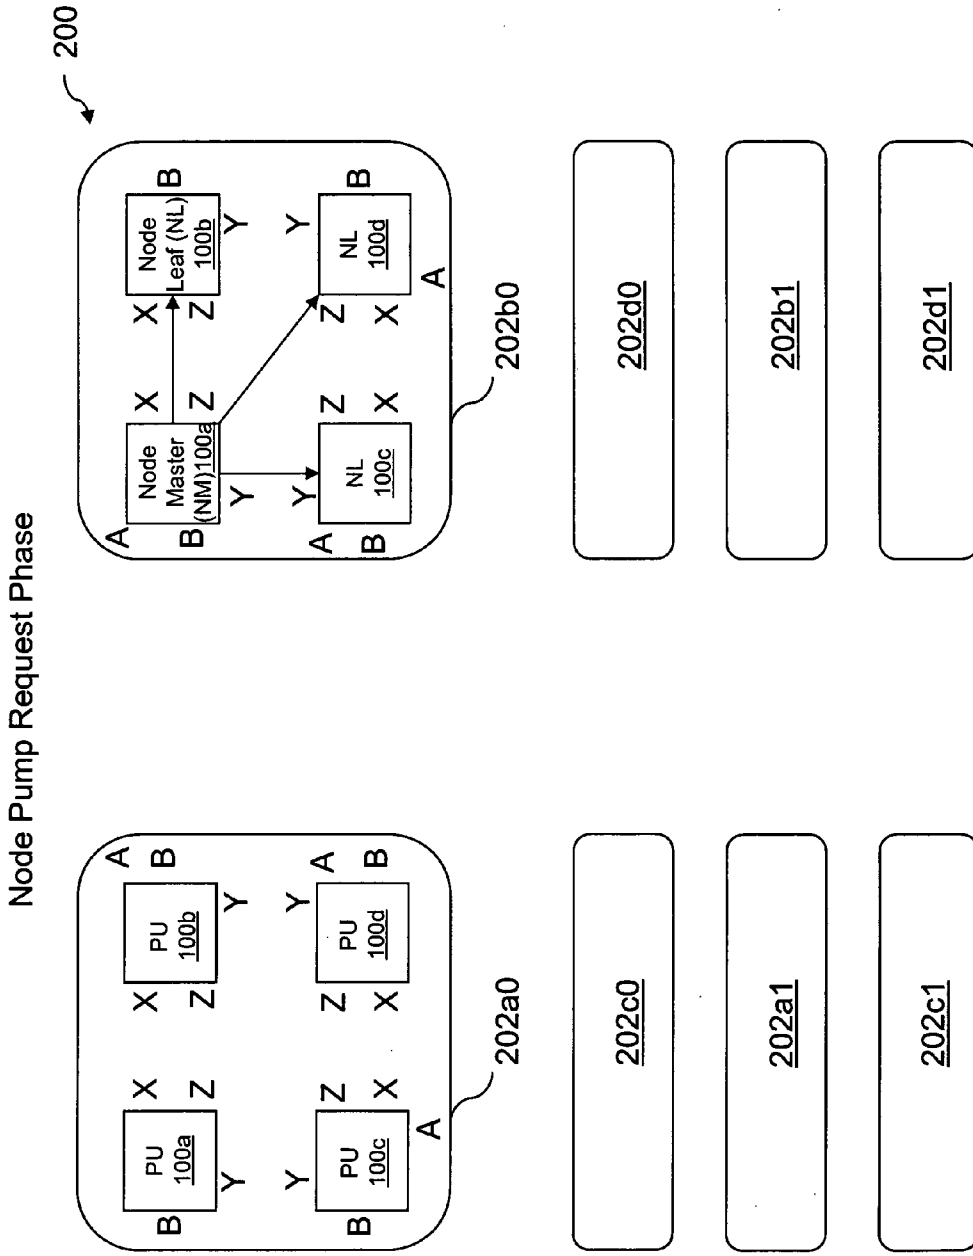 Node Pump Request Phase
200
B
PU
100a
X
Z
Y
X
Z
PU
100b
A
B
Y
Y
B
PU
100c
Z
X
A
Y
Z
X
PU
100d
A
B
202a0
A
B
Node
Master
(NM)100a
X
Z
Y
X
Z
Node
Leaf (NL)
100b
B
Y
Y
A
B
NL
100c
Z
X
Y
Z
X
NL
100d
B
A
202b0
202c0
202d0
202a1
202b1
202c1
202d1